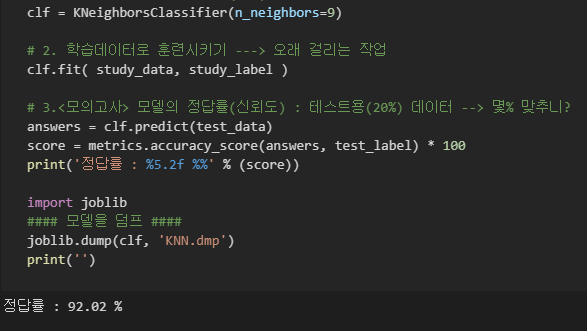 clf = KNeighborsClassifier(n_neighbors=9)
# 2. 학습데이터로 훈련시키기 ---> 오래 걸리는 작업
clf.fit( study_data, study_label )
# 3.<모의고사> 모델의 정답률(신뢰도) : 테스트용(20%) 데이터 --> 몇% 맞추니?
answers = clf.predict(test_data)
score = metrics.accuracy_score(answers, test_label) * 100
print('정답률 : %5.2f %%' % (score))
import joblib
#### 모델을 덤프 ####
joblib.dump(clf, 'KNN.dmp')
print('')
정답률 : 92.02 %